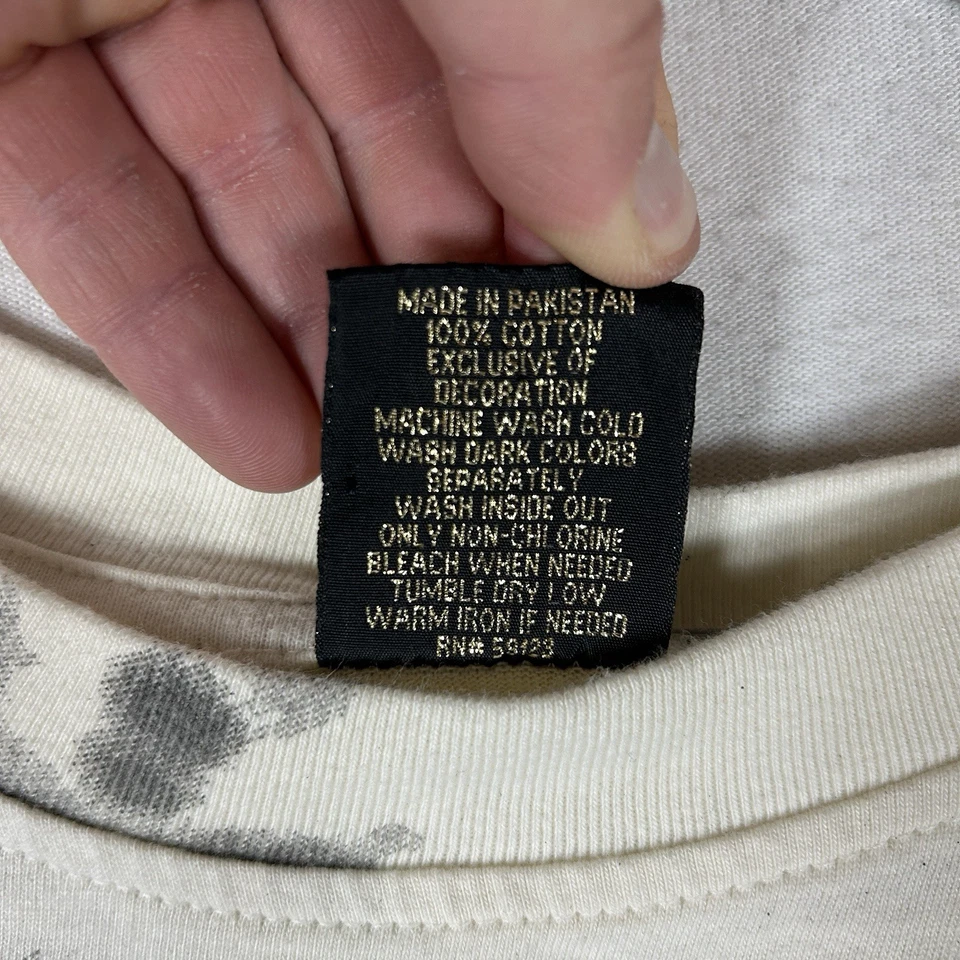 MADE IN PAKISTAN
100% COTTON
EXCLUSIVE OF
DECORATION
MACHINE WASH COLD
WASH DARK COLORS
SEPARATELY
WASH INSIDE OUT
ONLY NON-CHLORINE
BLEACH WHEN NEEDED
TUMBLE DRY LOW
WARM IRON IF NEEDED
RN#